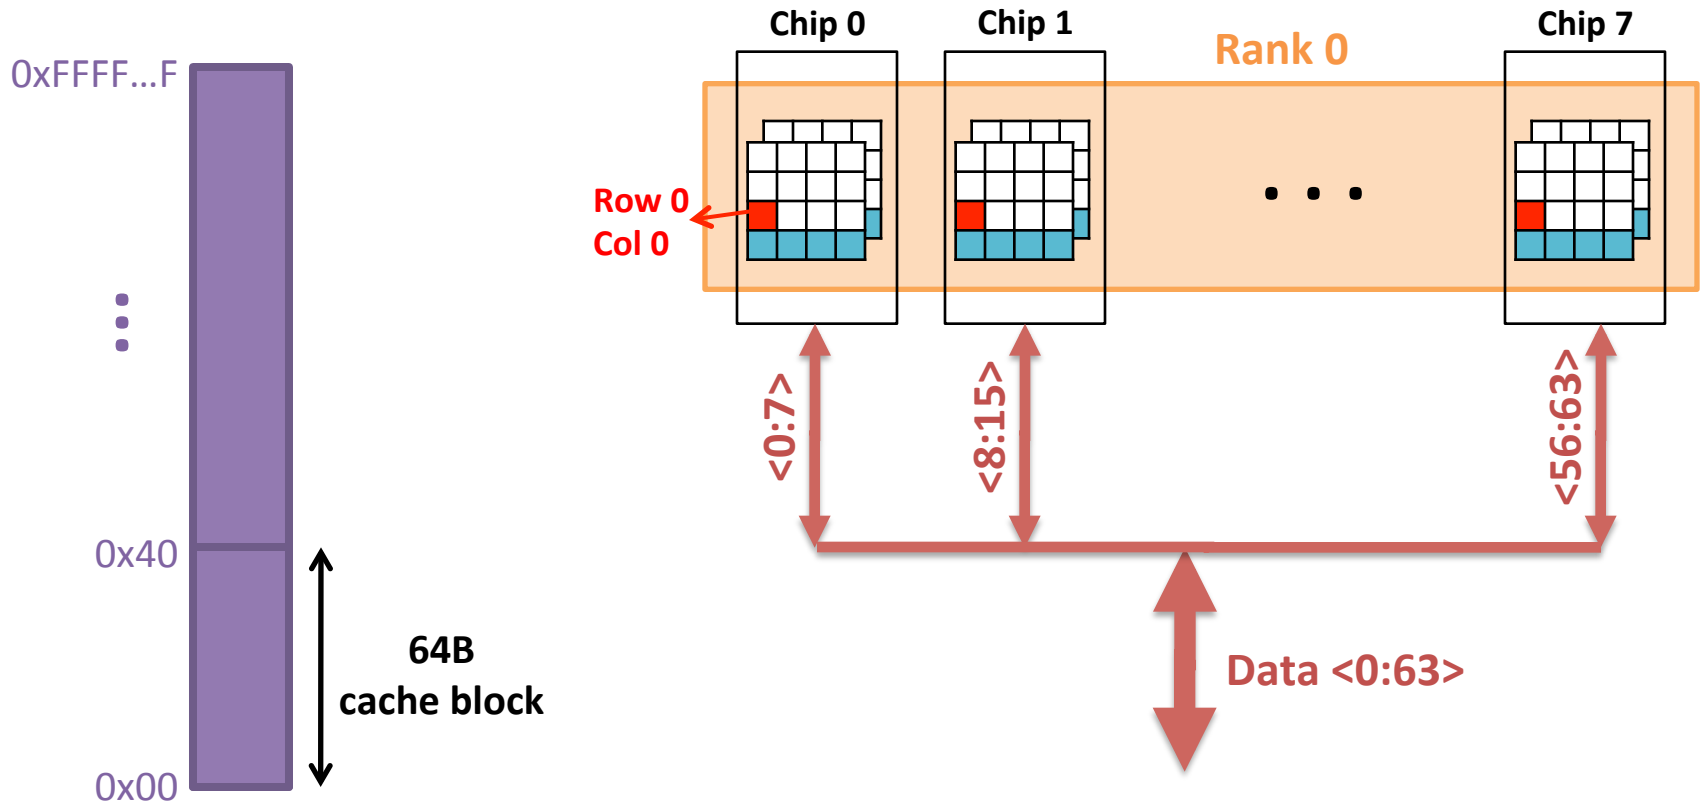 0xFFFF...F
0x40
0x00
64B
cache block
Chip 0
Chip 1
Chip 7
Rank 0
Row 0
Col 0
<0:7>
<8:15>
<56:63>
Data <0:63>